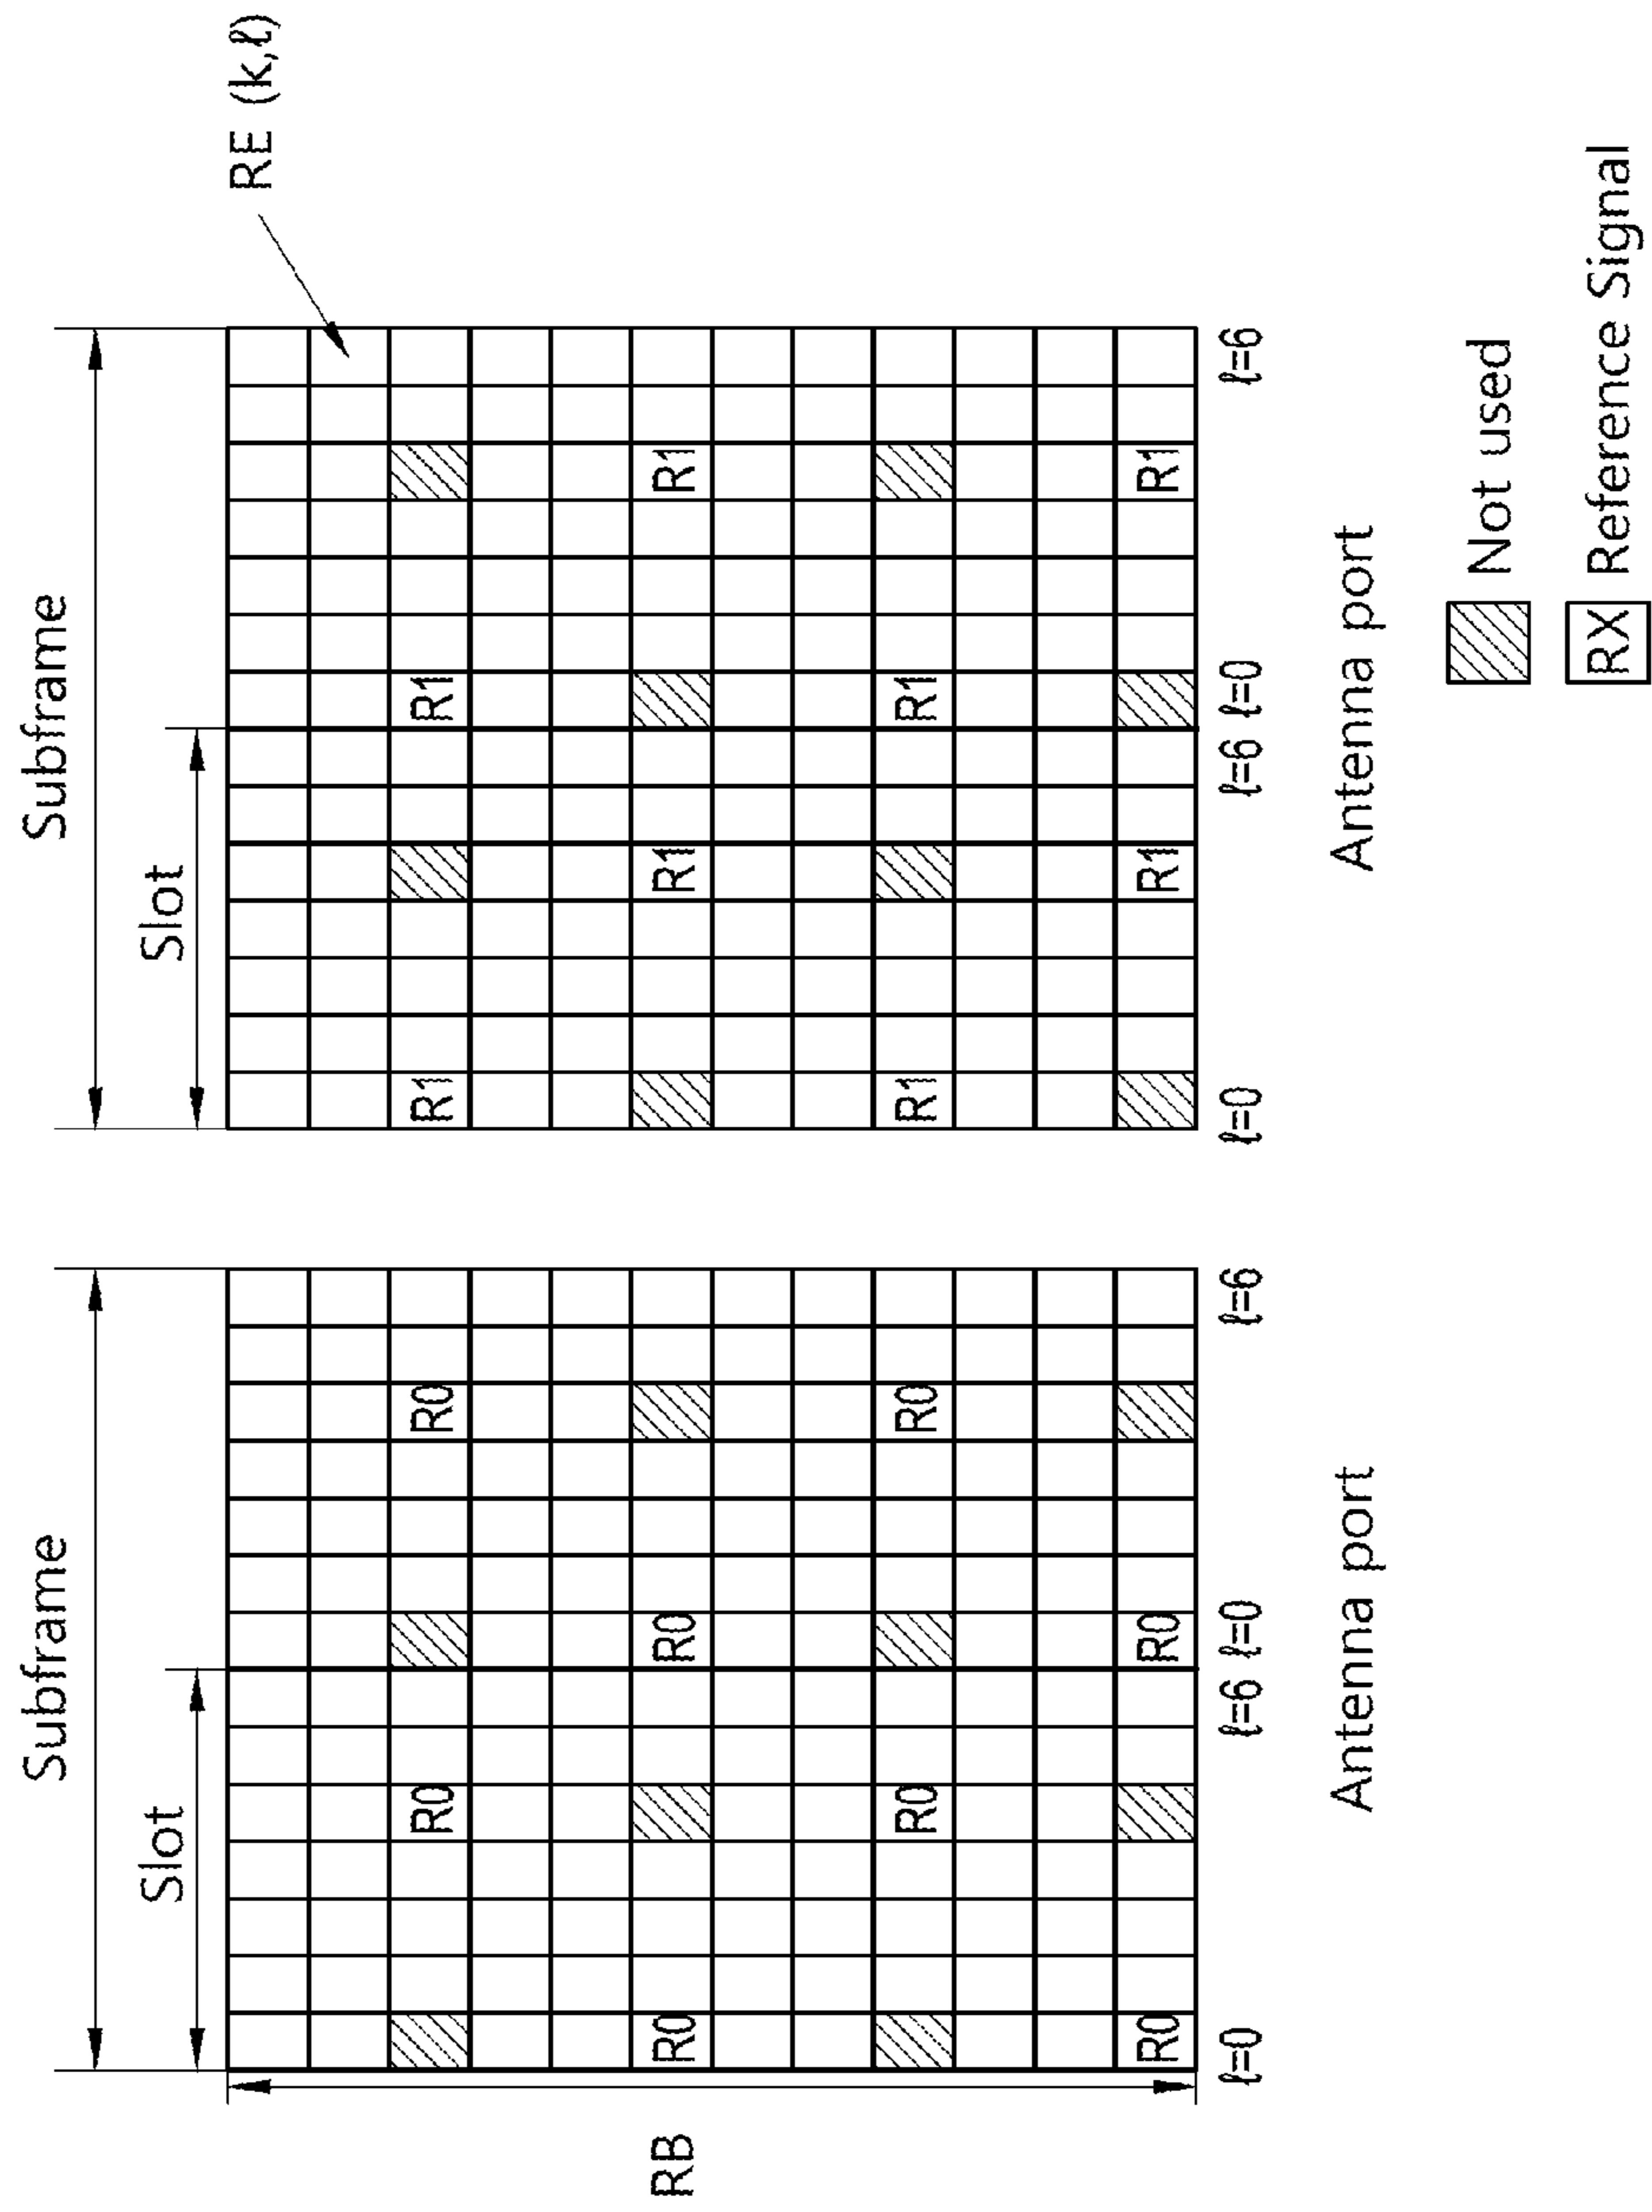 Subframe Subframe
Slot Slot
RE (k,ℓ)
R0 R0 R1 R1
RB R0 R0 R1 R1
R0 R0 R1 R1
R0 R0 R1 R1
ℓ=0 ℓ=6 ℓ=0 ℓ=6 ℓ=0 ℓ=6 ℓ=0 ℓ=6
Antenna port Antenna port
Not used
RX Reference Signal